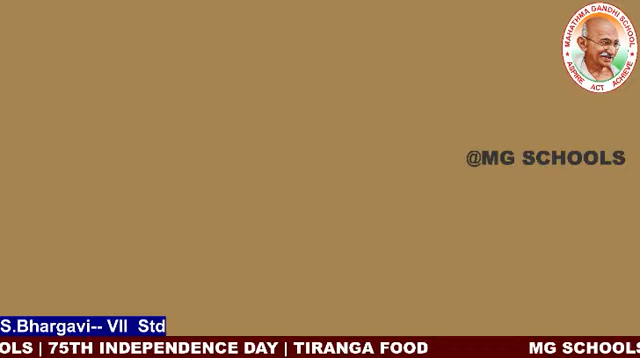 MAHATHMA GANDHI SCHOOL
ASPIRE ACT ACHIEVE
@MG SCHOOLS
S.Bhargavi-- VII Std
OLS | 75TH INDEPENDENCE DAY | TIRANGA FOOD MG SCHOOLS